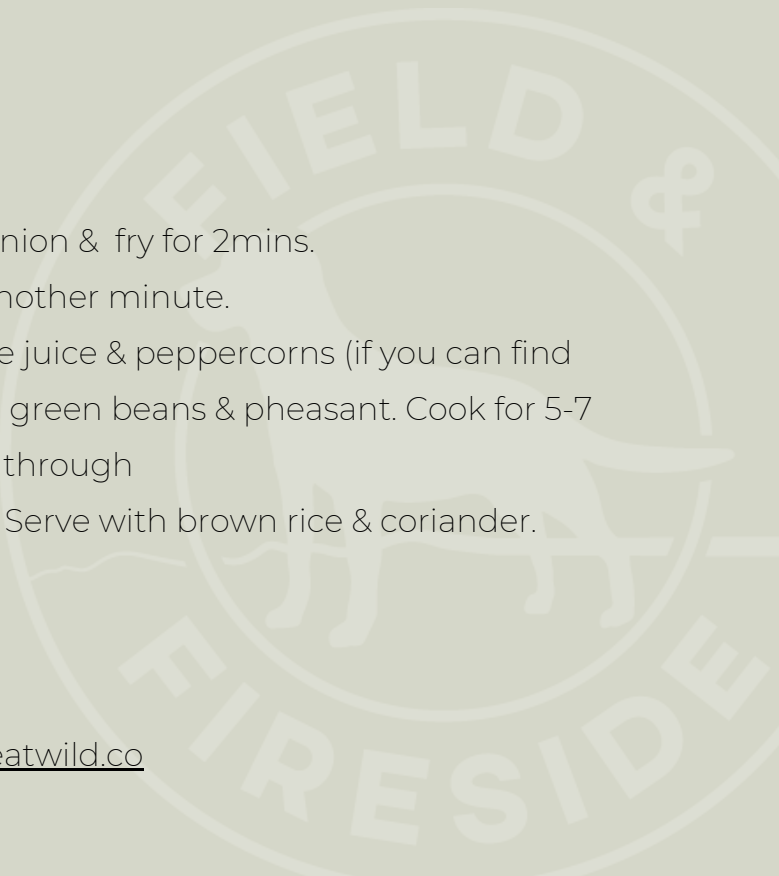 FIELD &
nion &  fry for 2mins.
nother minute.
e juice & peppercorns (if you can find
green beans & pheasant. Cook for 5-7
through
Serve with brown rice & coriander.
eatwild.co
FIRESIDE